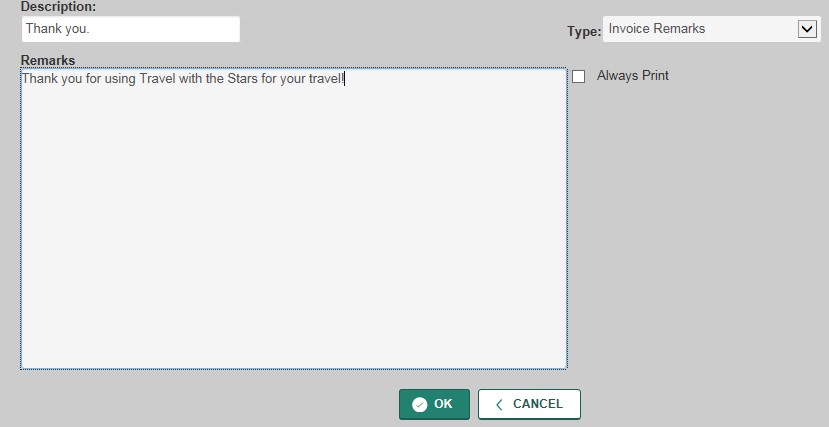 Description:
Thank you.
Type: Invoice Remarks
Remarks
Thank you for using Travel with the Stars for your travel!
Always Print
OK
CANCEL